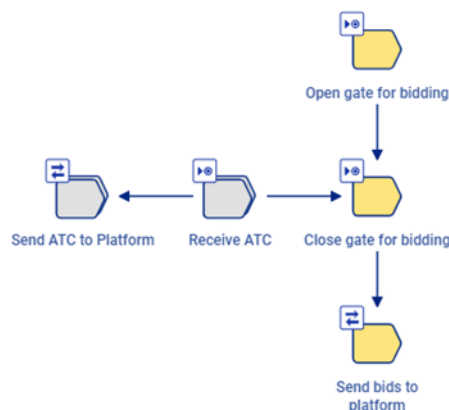 Open gate for bidding
Send ATC to Platform
Receive ATC
Close gate for bidding
Send bids to
platform